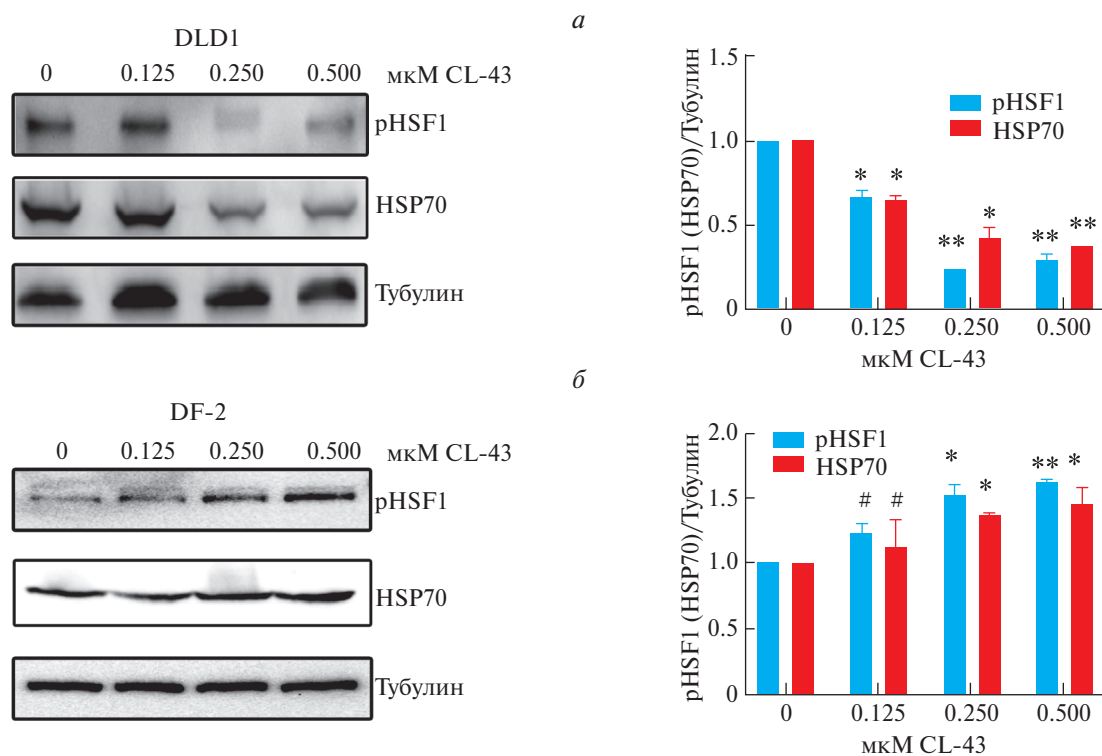 а
DLD1
0 0.125 0.250 0.500 мкМ CL-43
pHSF1
HSP70
Тубулин
pHSF1 (HSP70)/Тубулин
1.5
1.0
0.5
0
pHSF1
HSP70
* *
** *
** **
0 0.125 0.250 0.500
мкМ CL-43
б
DF-2
0 0.125 0.250 0.500 мкМ CL-43
pHSF1
HSP70
Тубулин
pHSF1 (HSP70)/Тубулин
2.0
1.5
1.0
0.5
0
pHSF1
HSP70
# #
* *
** *
0 0.125 0.250 0.500
мкМ CL-43